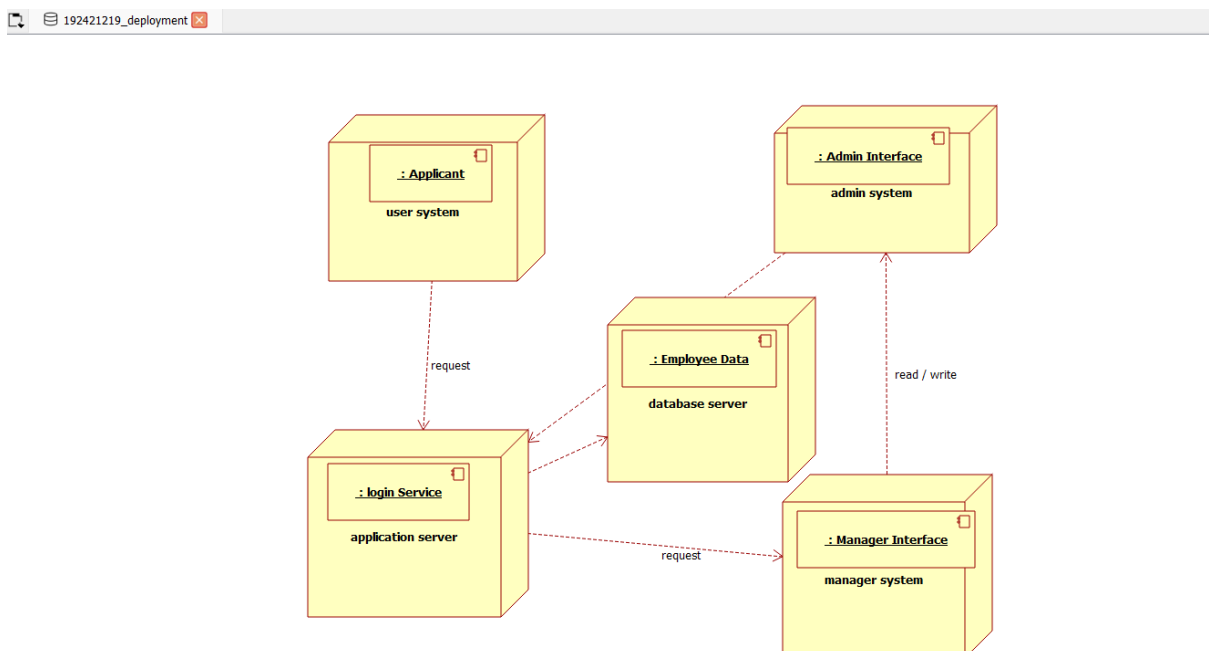 192421219_deployment
: Applicant
user system
: Admin Interface
admin system
request
: Employee Data
database server
read / write
: login Service
application server
request
: Manager Interface
manager system